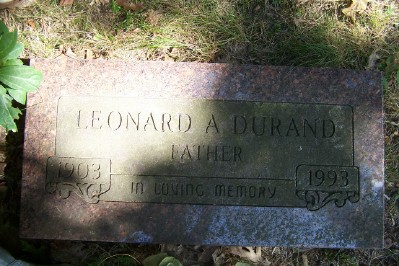 LEONARD A DURAND
FATHER
1903 1993
IN LOVING MEMORY